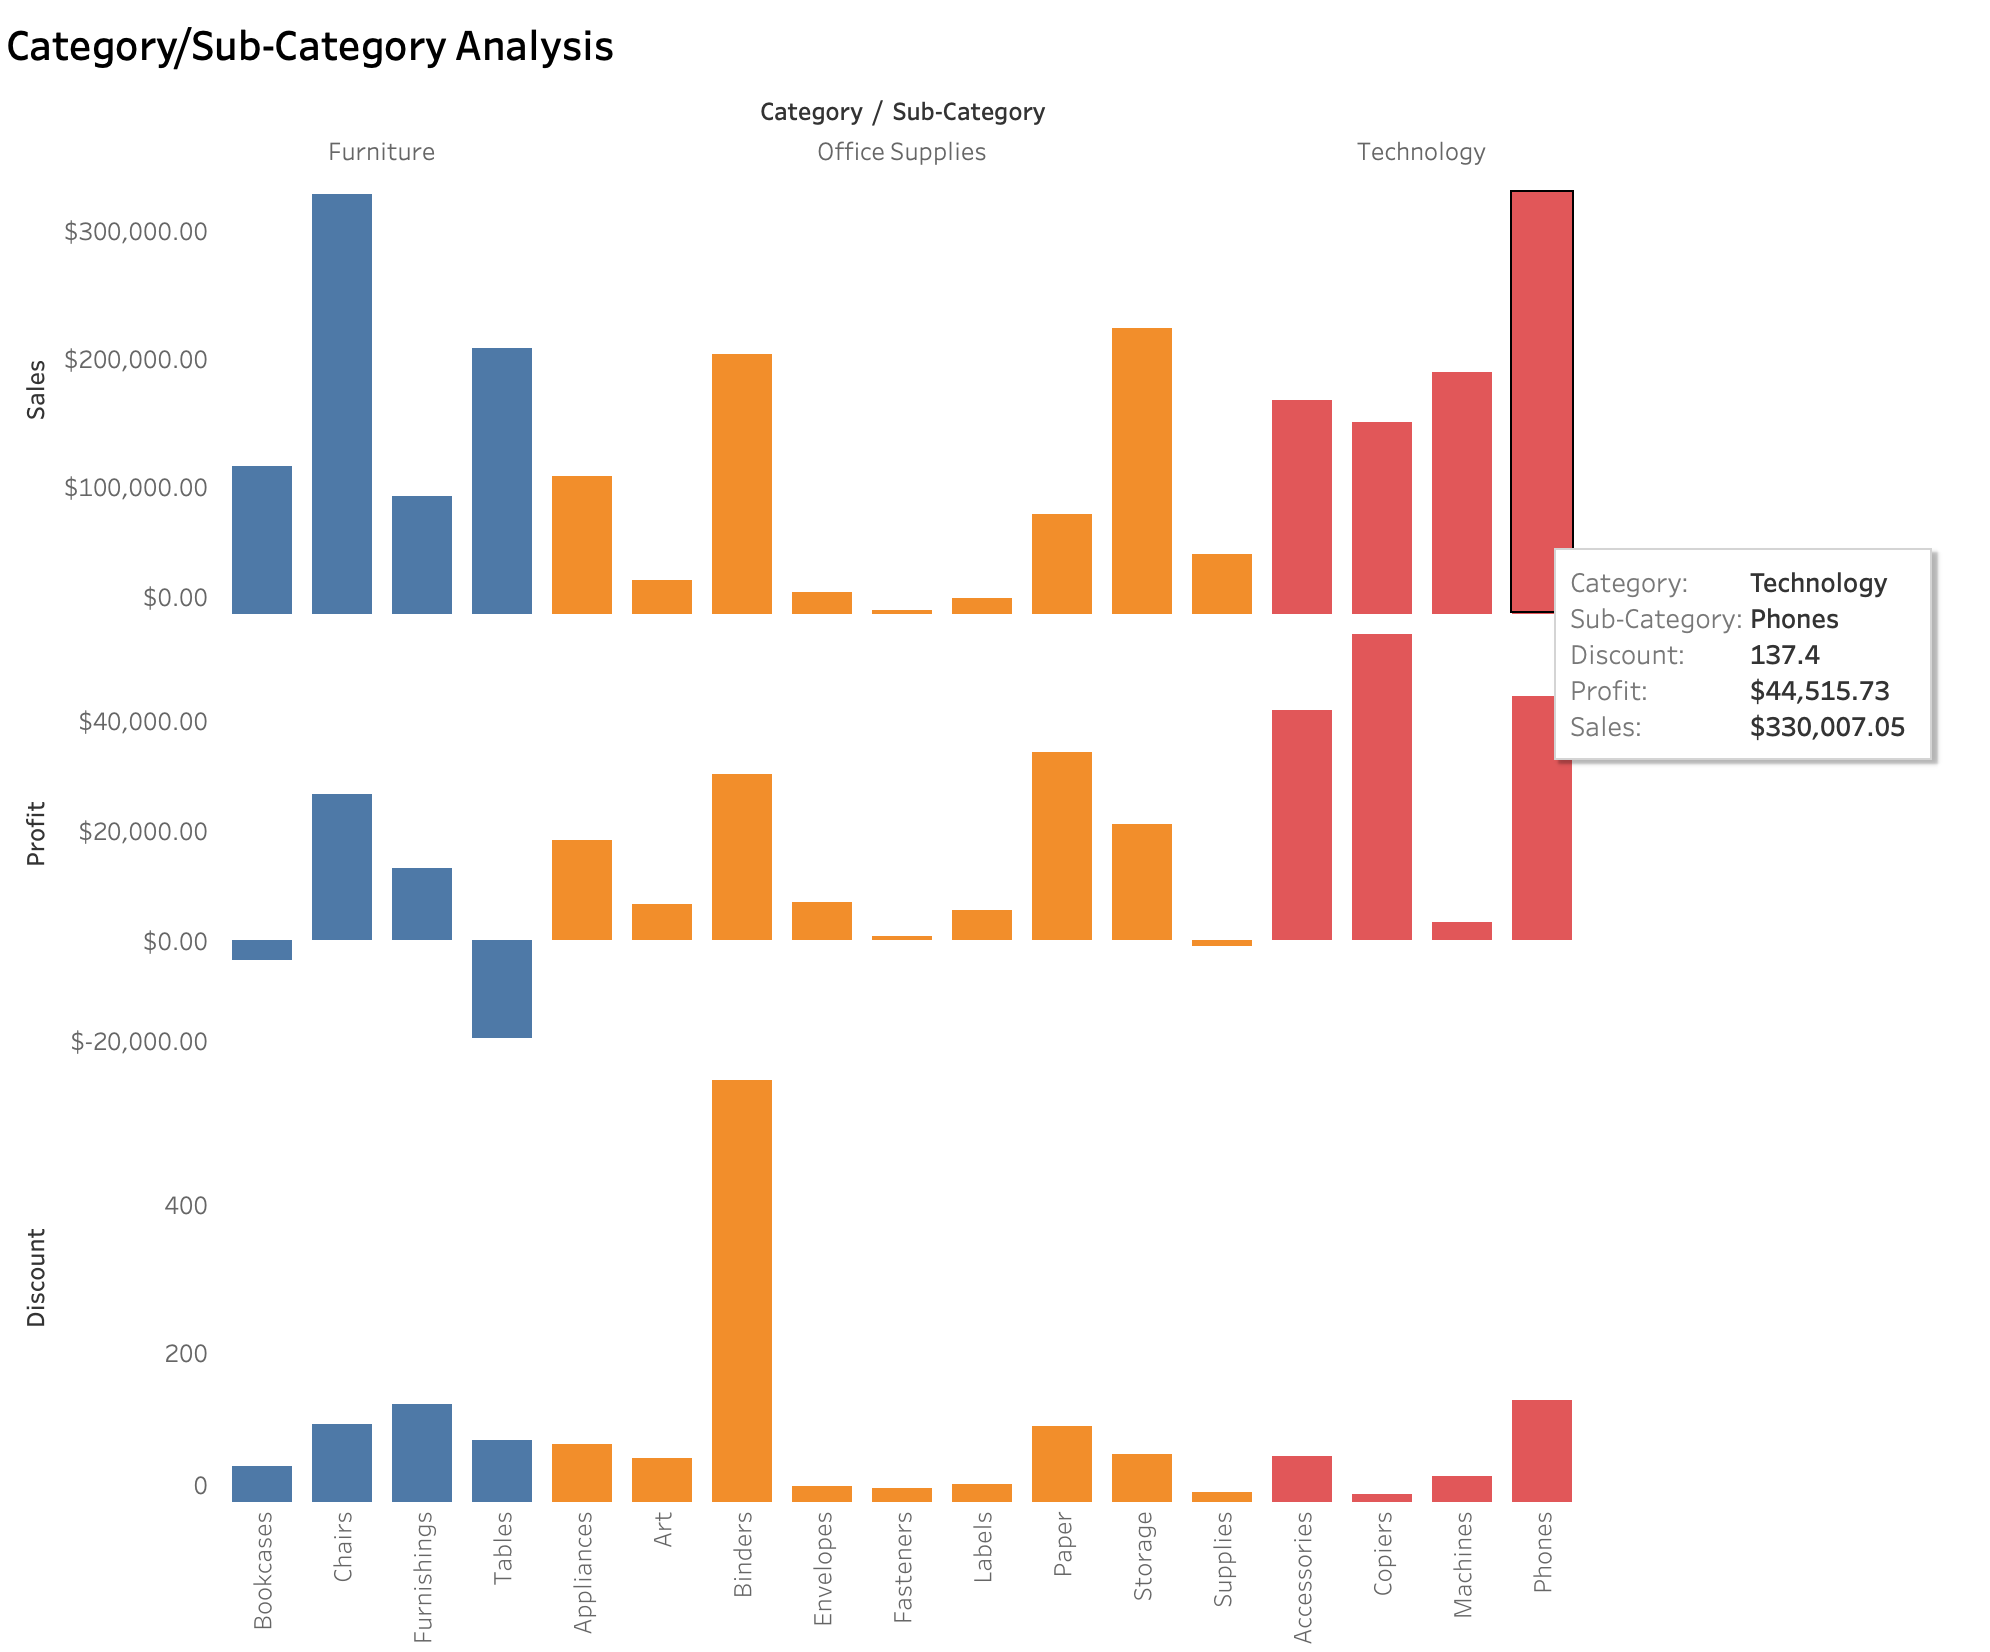 Category/Sub-Category Analysis
Category / Sub-Category
Furniture
Office Supplies
Technology
Sales
$300,000.00
$200,000.00
$100,000.00
$0.00
Category: Technology
Sub-Category: Phones
Discount: 137.4
Profit: $44,515.73
Sales: $330,007.05
Profit
$40,000.00
$20,000.00
$0.00
$-20,000.00
Discount
400
200
0
Bookcases
Chairs
Furnishings
Tables
Appliances
Art
Binders
Envelopes
Fasteners
Labels
Paper
Storage
Supplies
Accessories
Copiers
Machines
Phones